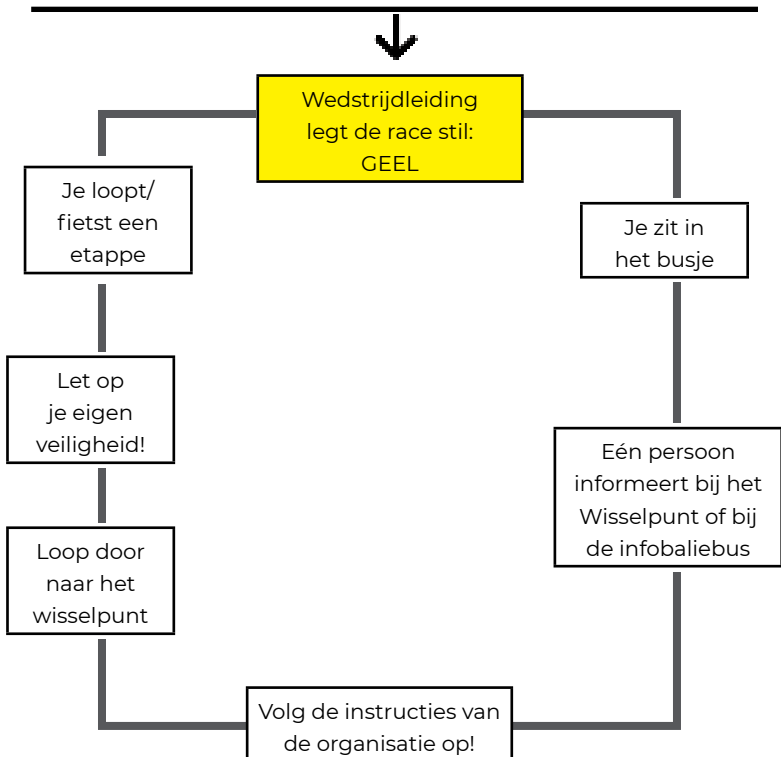 Wedstrijdleiding
legt de race stil:
GEEL
Je loopt/
fietst een
etappe
Je zit in
het busje
Let op
je eigen
veiligheid!
Eén persoon
informeert bij het
Wisselpunt of bij
de infobaliebus
Loop door
naar het
wisselpunt
Volg de instructies van
de organisatie op!